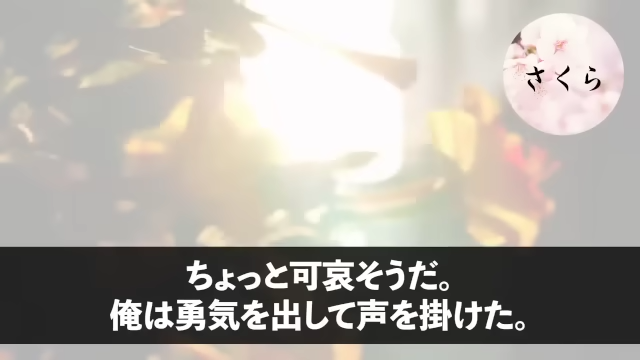 さくら
ちょっと可哀そうだ。
俺は勇気を出して声を掛けた。